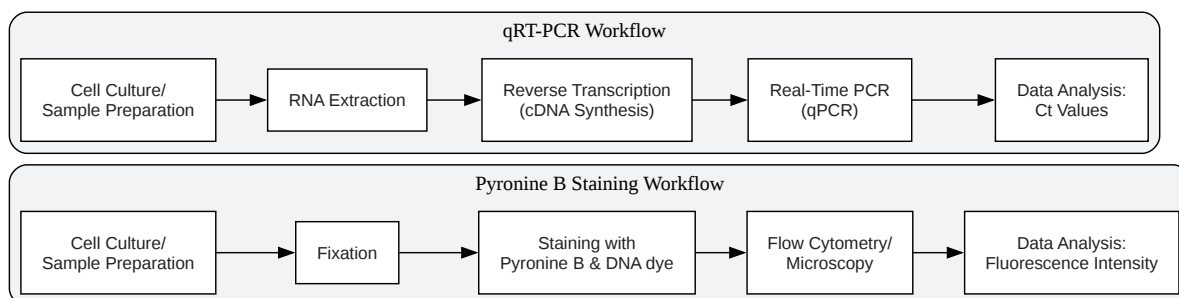 qRT-PCR Workflow
Cell Culture/
Sample Preparation
RNA Extraction
Reverse Transcription
(cDNA Synthesis)
Real-Time PCR
(qPCR)
Data Analysis:
Ct Values
Pyronine B Staining Workflow
Cell Culture/
Sample Preparation
Fixation
Staining with
Pyronine B & DNA dye
Flow Cytometry/
Microscopy
Data Analysis:
Fluorescence Intensity